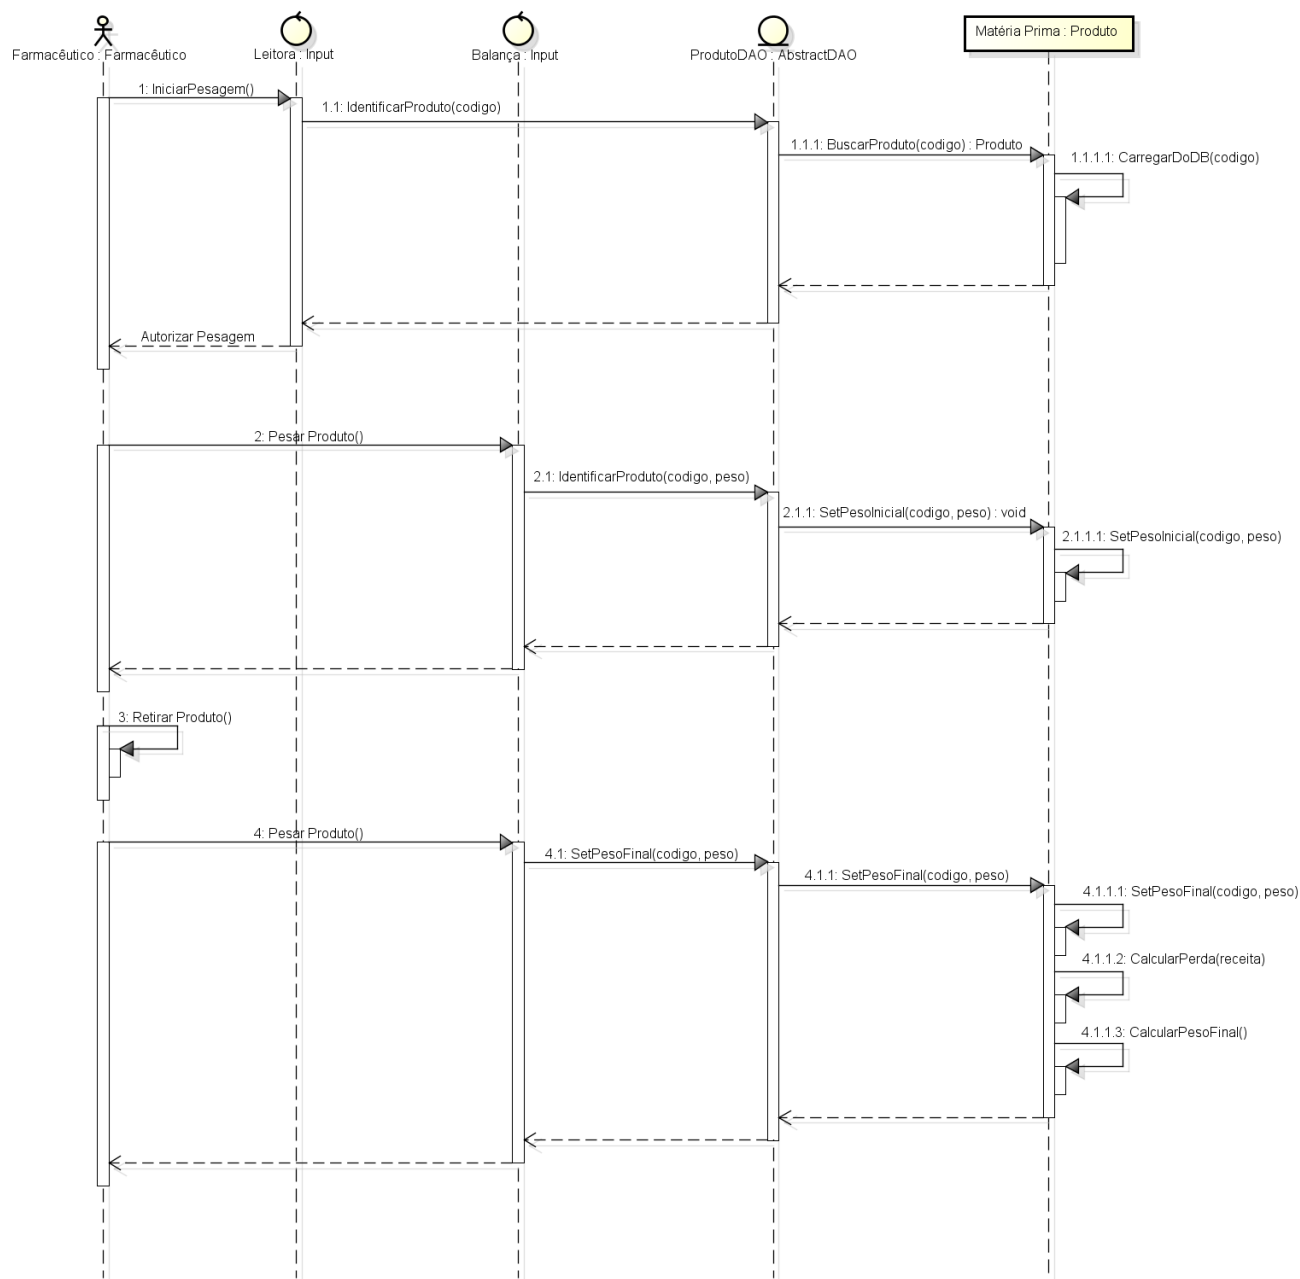 Farmacêutico : Farmacêutico
Leitora : Input
Balança : Input
ProdutoDAO : AbstractDAO
Matéria Prima : Produto
1: IniciarPesagem()
1.1: IdentificarProduto(codigo)
1.1.1: BuscarProduto(codigo) : Produto
1.1.1.1: CarregarDoDB(codigo)
Autorizar Pesagem
2: Pesar Produto()
2.1: IdentificarProduto(codigo, peso)
2.1.1: SetPesoInicial(codigo, peso) : void
2.1.1.1: SetPesoInicial(codigo, peso)
3: Retirar Produto()
4: Pesar Produto()
4.1: SetPesoFinal(codigo, peso)
4.1.1: SetPesoFinal(codigo, peso)
4.1.1.1: SetPesoFinal(codigo, peso)
4.1.1.2: CalcularPerda(receita)
4.1.1.3: CalcularPesoFinal()